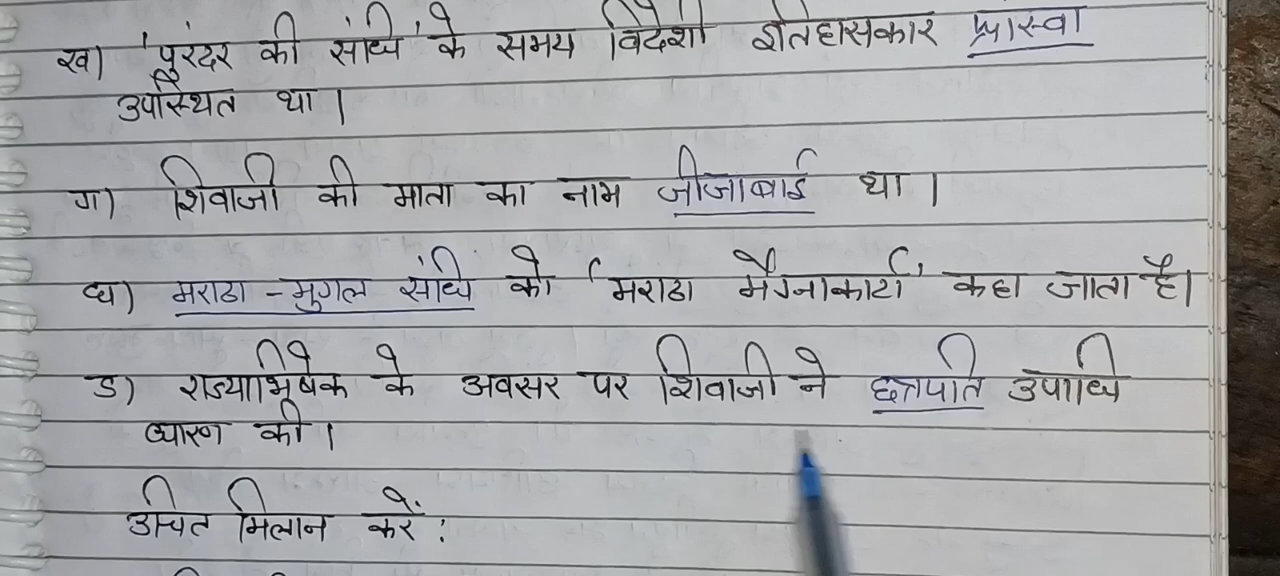 ख) 'पुरंदर की संधि' के समय विदेशी इतिहासकार
उपस्थित था।
ग) शिवाजी की माता का नाम जीजाबाई था।
घ) मराठा-मुगल संधि को 'मराठा मैग्नाकार्टा' कहा जाता है।
ङ) राज्याभिषेक के अवसर पर शिवाजी ने छत्रपति उपाधि
धारण की।
उचित मिलान करें: